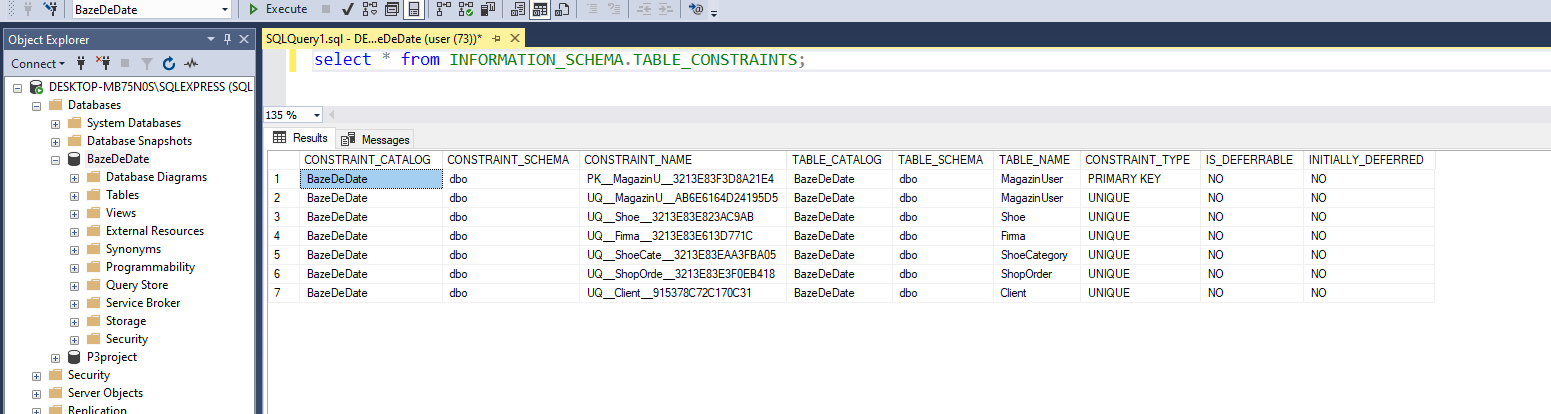 BazeDeDate Execute
Object Explorer
Connect
DESKTOP-MB75N0S\SQLEXPRESS (SQL
Databases
System Databases
Database Snapshots
BazeDeDate
Database Diagrams
Tables
Views
External Resources
Synonyms
Programmability
Query Store
Service Broker
Storage
Security
P3project
Security
Server Objects
Replication
SQLQuery1.sql - DE...eDeDate (user (73))*
select * from INFORMATION_SCHEMA.TABLE_CONSTRAINTS;
135 %
Results Messages
CONSTRAINT_CATALOG CONSTRAINT_SCHEMA CONSTRAINT_NAME TABLE_CATALOG TABLE_SCHEMA TABLE_NAME CONSTRAINT_TYPE IS_DEFERRABLE INITIALLY_DEFERRED
1 BazeDeDate dbo PK__MagazinU__3213E83F3D8A21E4 BazeDeDate dbo MagazinUser PRIMARY KEY NO NO
2 BazeDeDate dbo UQ__MagazinU__AB6E6164D24195D5 BazeDeDate dbo MagazinUser UNIQUE NO NO
3 BazeDeDate dbo UQ__Shoe__3213E83E823AC9AB BazeDeDate dbo Shoe UNIQUE NO NO
4 BazeDeDate dbo UQ__Firma__3213E83E613D771C BazeDeDate dbo Firma UNIQUE NO NO
5 BazeDeDate dbo UQ__ShoeCate__3213E83EAA3FBA05 BazeDeDate dbo ShoeCategory UNIQUE NO NO
6 BazeDeDate dbo UQ__ShopOrde__3213E83E3F0EB418 BazeDeDate dbo ShopOrder UNIQUE NO NO
7 BazeDeDate dbo UQ__Client__915378C72C170C31 BazeDeDate dbo Client UNIQUE NO NO